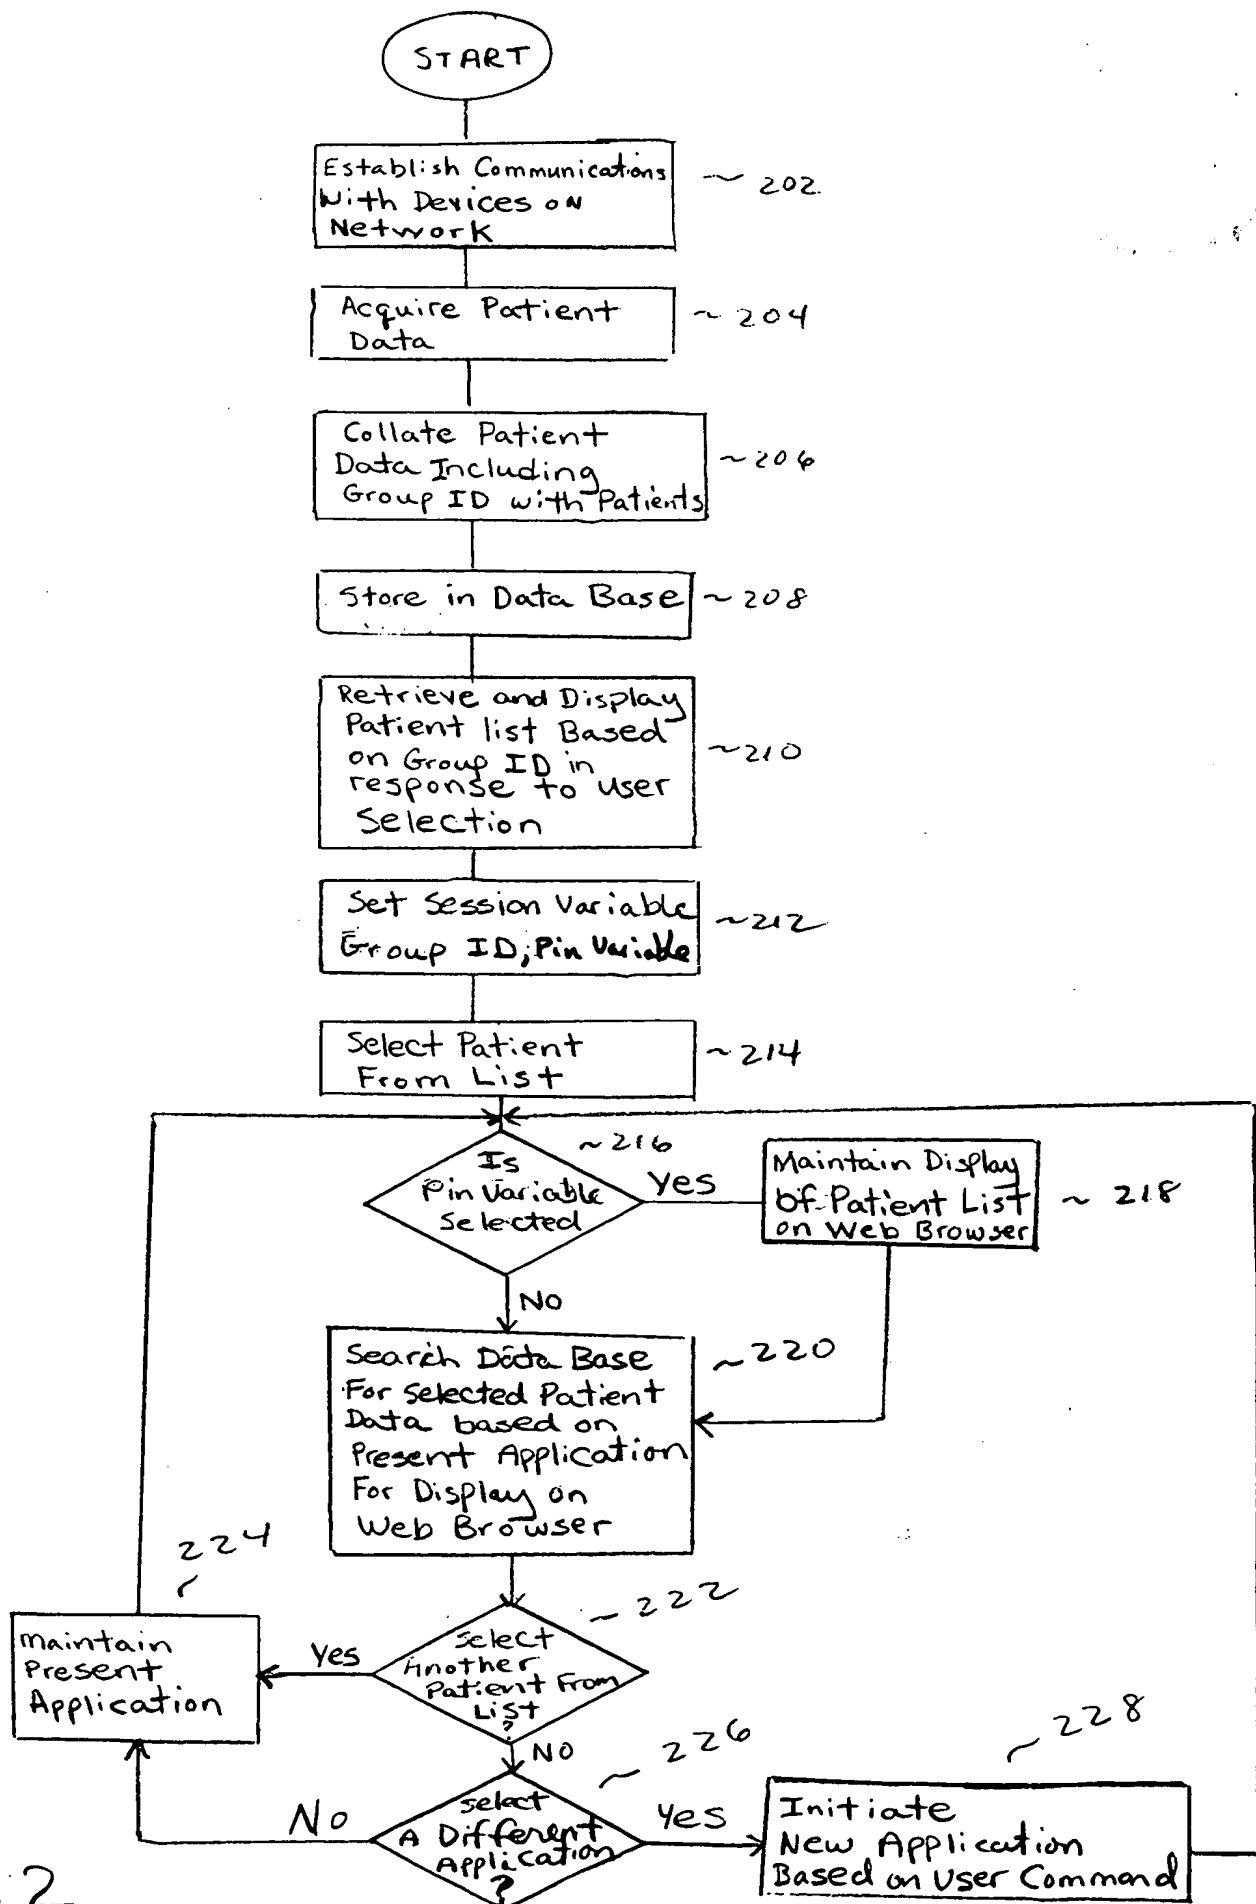 START
Establish Communications
With Devices on
Network
~ 202
Acquire Patient
Data
~ 204
Collate Patient
Data Including
Group ID with Patients
~ 206
Store in Data Base
~ 208
Retrieve and Display
Patient list Based
on Group ID in
response to user
Selection
~ 210
Set Session Variable
Group ID; Pin Variable
~ 212
Select Patient
From List
~ 214
Is
Pin Variable
Selected
~ 216
Yes
Maintain Display
of Patient List
on Web Browser
~ 218
NO
Search Data Base
For Selected Patient
Data based on
Present Application
For Display on
Web Browser
~ 220
224
~
Maintain
Present
Application
Yes
Select
Another
Patient From
List
?
~ 222
NO
No
Select
A Different
Application
?
~ 226
Yes
Initiate
New Application
Based on User Command
~ 228
2